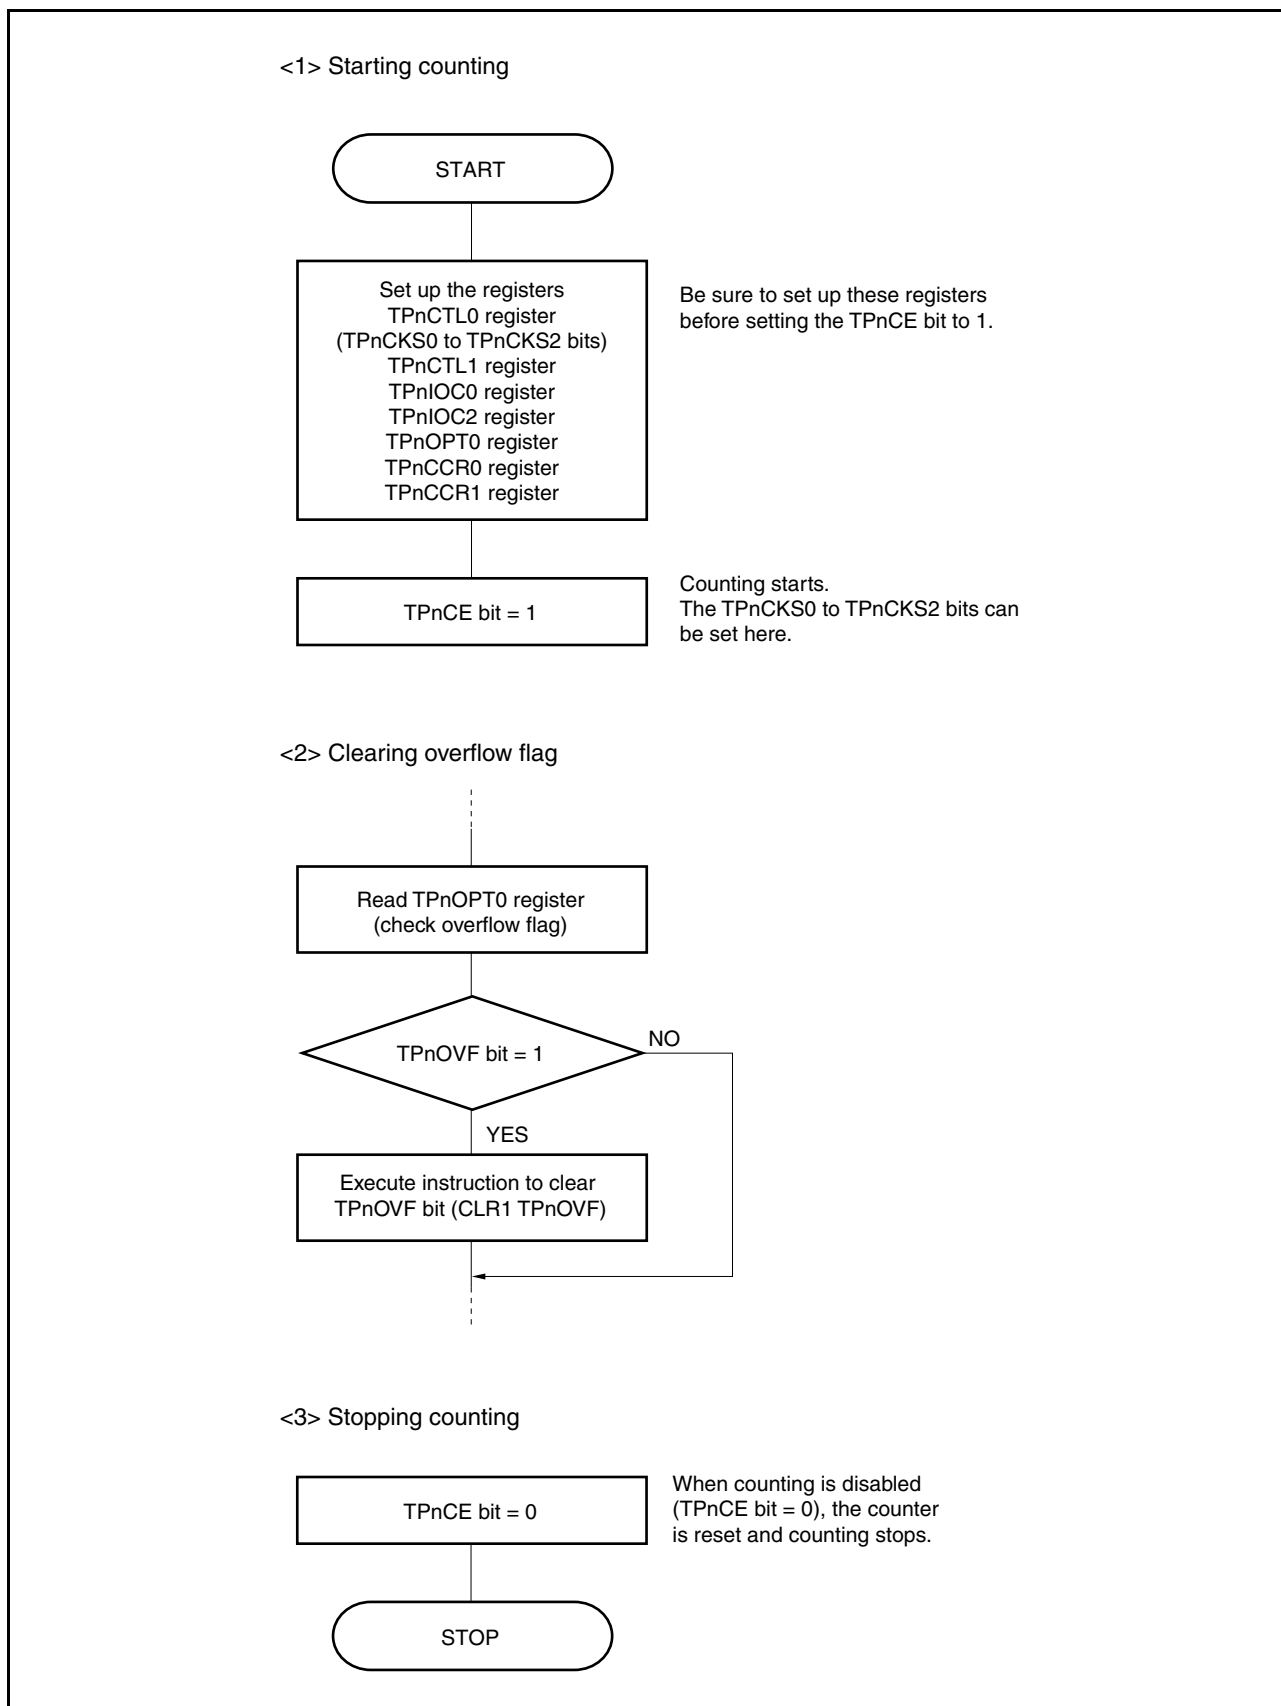 <1> Starting counting
START
Set up the registers
TPnCTL0 register
(TPnCKS0 to TPnCKS2 bits)
TPnCTL1 register
TPnIOC0 register
TPnIOC2 register
TPnOPT0 register
TPnCCR0 register
TPnCCR1 register
Be sure to set up these registers
before setting the TPnCE bit to 1.
TPnCE bit = 1
Counting starts.
The TPnCKS0 to TPnCKS2 bits can
be set here.
<2> Clearing overflow flag
Read TPnOPT0 register
(check overflow flag)
TPnOVF bit = 1
NO
YES
Execute instruction to clear
TPnOVF bit (CLR1 TPnOVF)
<3> Stopping counting
TPnCE bit = 0
When counting is disabled
(TPnCE bit = 0), the counter
is reset and counting stops.
STOP